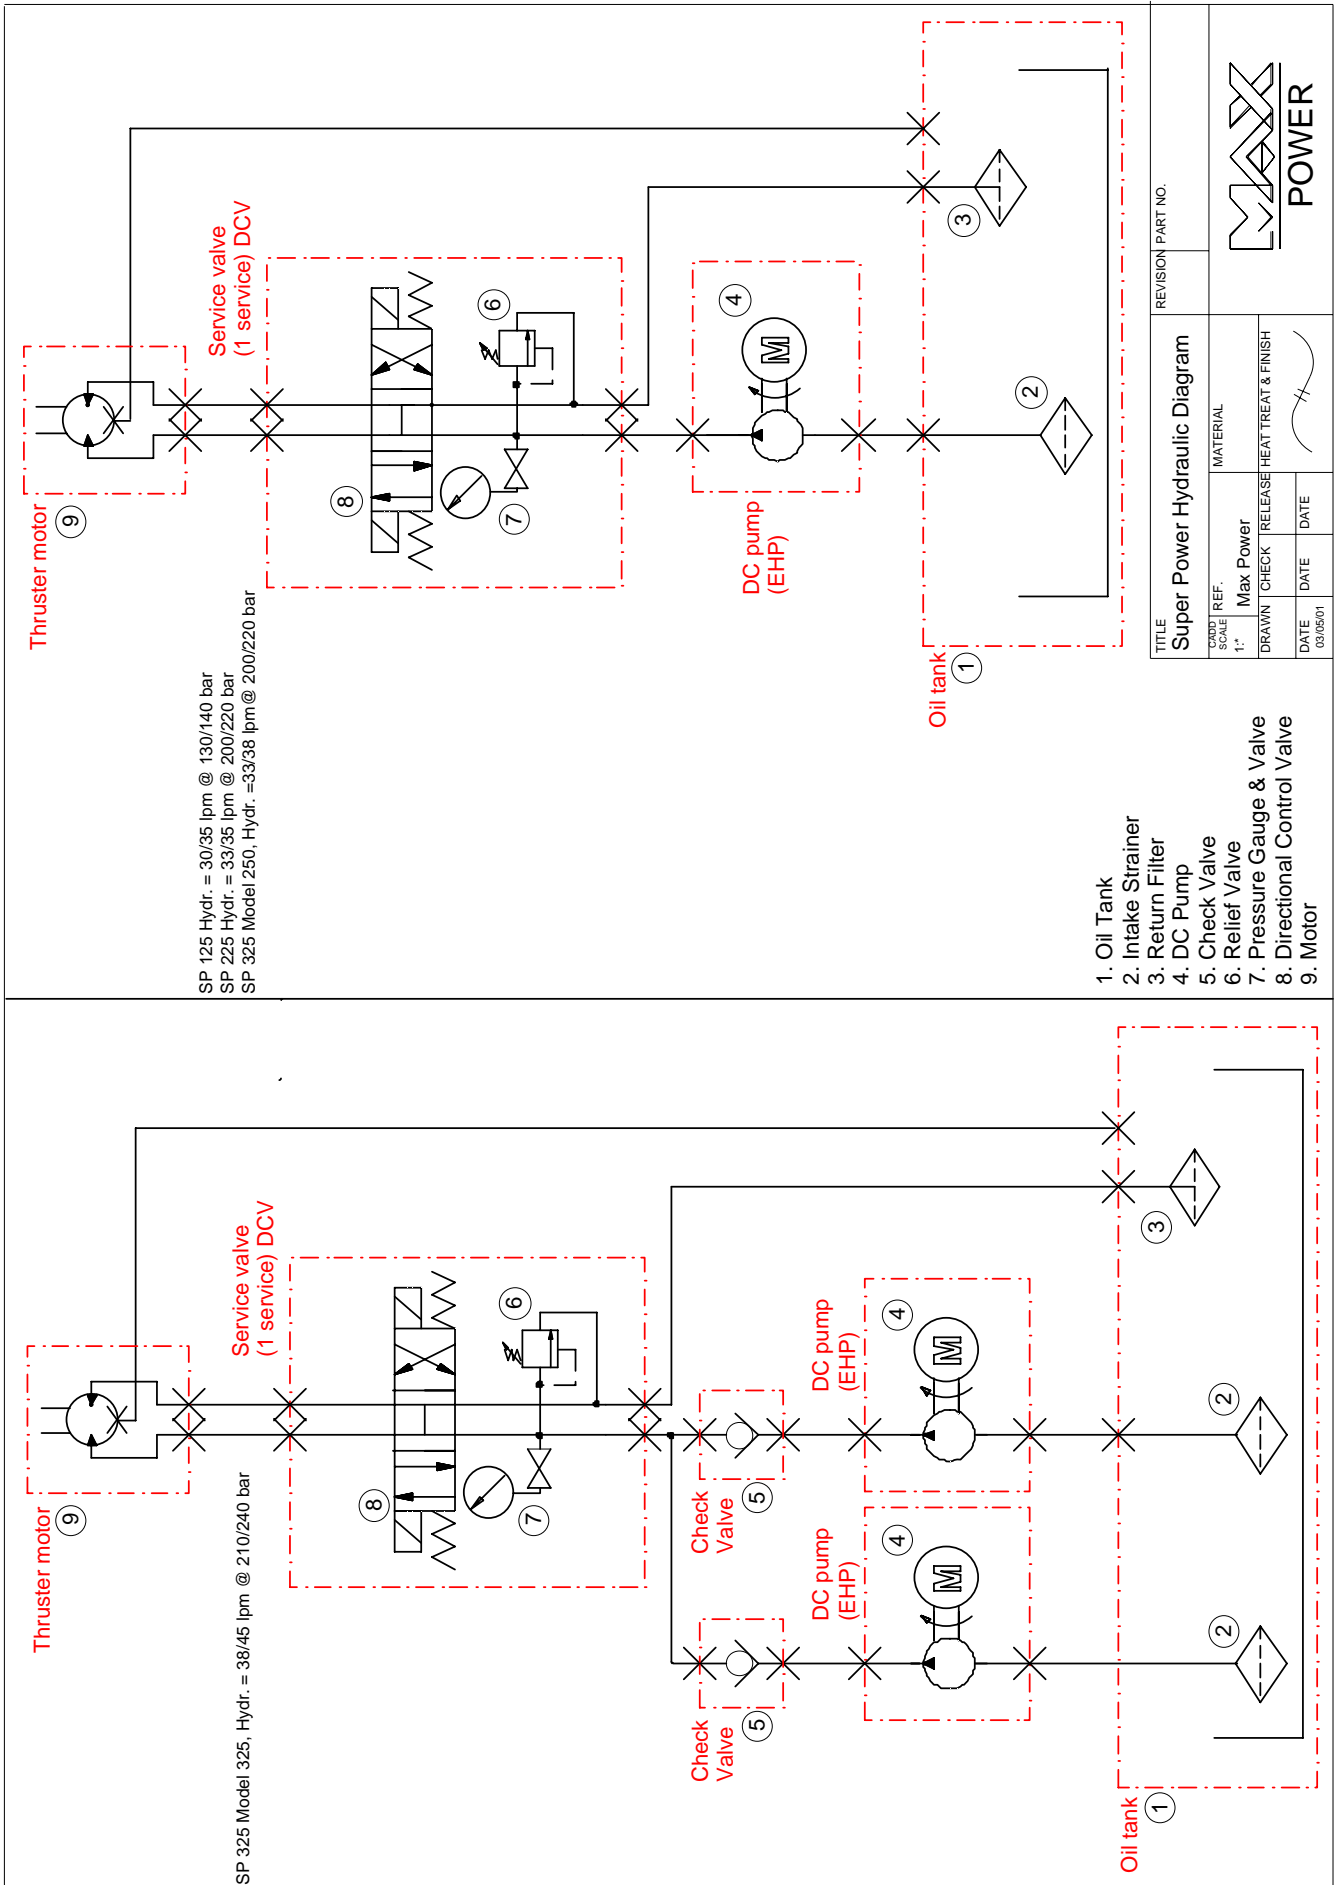 Thruster motor
9
Service valve
(1 service) DCV
SP 325 Model 325, Hydr. = 38/45 lpm @ 210/240 bar
8
6
7
Check
Valve
5
Check
Valve
5
DC pump
(EHP)
4
M
DC pump
(EHP)
4
M
Oil tank
1
2
2
3
Thruster motor
9
Service valve
(1 service) DCV
SP 125 Hydr. = 30/35 lpm @ 130/140 bar
SP 225 Hydr. = 33/35 lpm @ 200/220 bar
SP 325 Model 250, Hydr. =33/38 lpm@ 200/220 bar
8
6
7
DC pump
(EHP)
4
M
Oil tank
1
2
3
1. Oil Tank
2. Intake Strainer
3. Return Filter
4. DC Pump
5. Check Valve
6. Relief Valve
7. Pressure Gauge & Valve
8. Directional Control Valve
9. Motor
TITLE
Super Power Hydraulic Diagram
REVISION
PART NO.
CADD
SCALE
1:*
REF.
Max Power
MATERIAL
DRAWN
CHECK
RELEASE
HEAT TREAT & FINISH
DATE
03/05/01
DATE
DATE
MAX
POWER